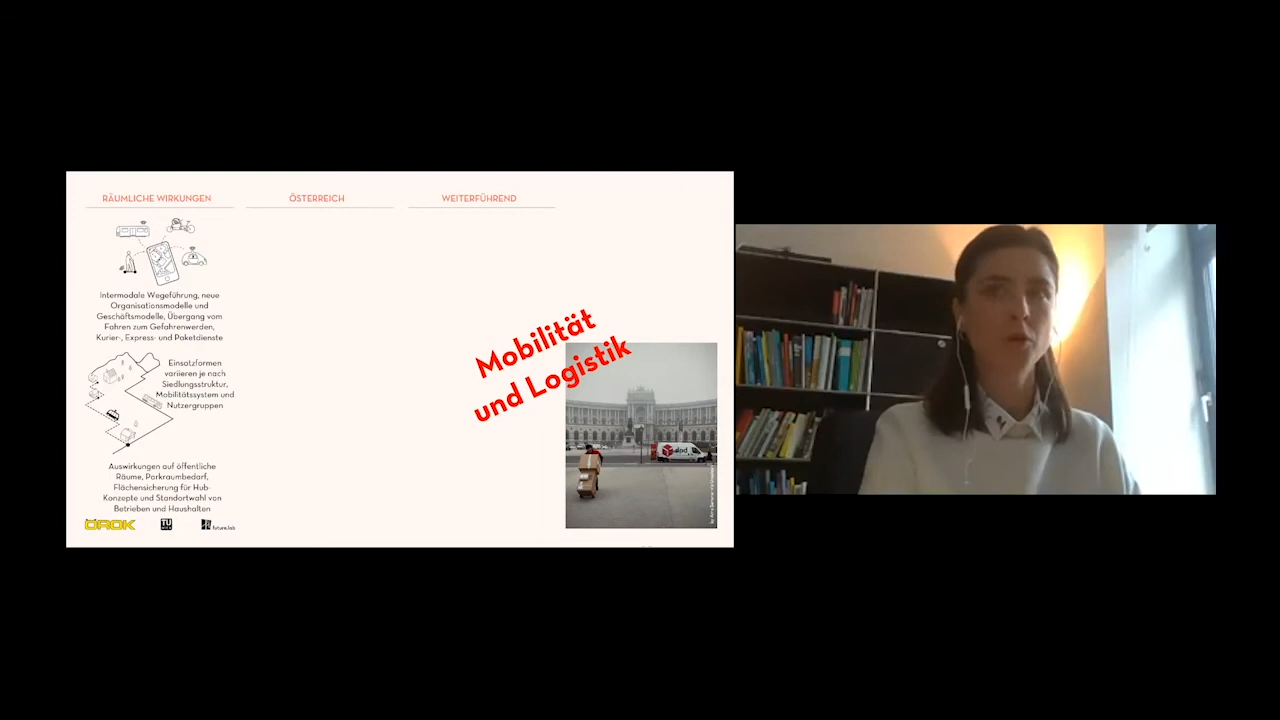 RÄUMLICHE WIRKUNGEN
ÖSTERREICH
WEITERFÜHREND
Intermodale Wegeführung, neue
Organisationsmodelle und
Geschäftsmodelle, Übergang vom
Fahren zum Gefahrenwerden,
Kurier-, Express- und Paketdienste
Einsatzformen
variieren je nach
Siedlungsstruktur,
Mobilitätssystem und
Nutzergruppen
Auswirkungen auf öffentliche
Räume, Parkraumbedarf,
Flächensicherung für Hub-
Konzepte und Standortwahl von
Betrieben und Haushalten
ÖROK
TU
future.lab
Mobilität
und Logistik
dpd